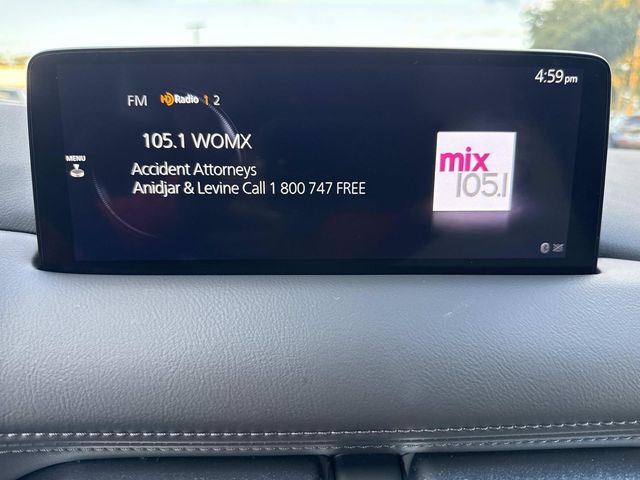 4:59pm
FM HD Radio 1 2
105.1 WOMX
MENU
Accident Attorneys
Anidjar & Levine Call 1 800 747 FREE
mix
105.1